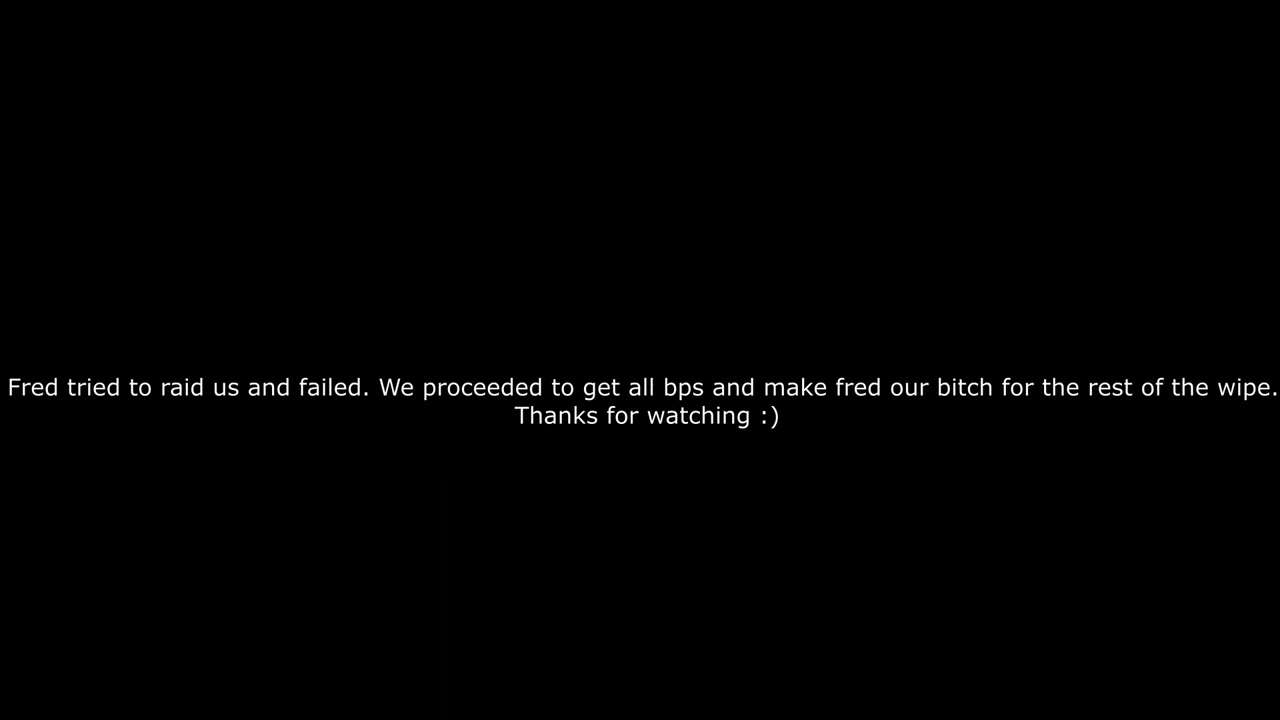 Fred tried to raid us and failed. We proceeded to get all bps and make fred our bitch for the rest of the wipe.
Thanks for watching :)